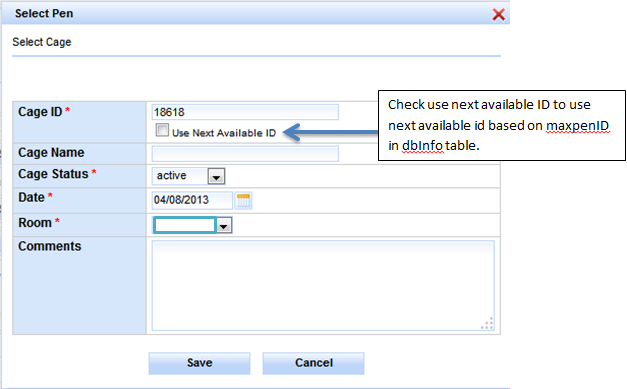 Select Pen
Select Cage
Cage ID *
18618
Use Next Available ID
Check use next available ID to use
next available id based on maxpenID
in dbInfo table.
Cage Name
Cage Status *
active
Date *
04/08/2013
Room *
Comments
Save
Cancel